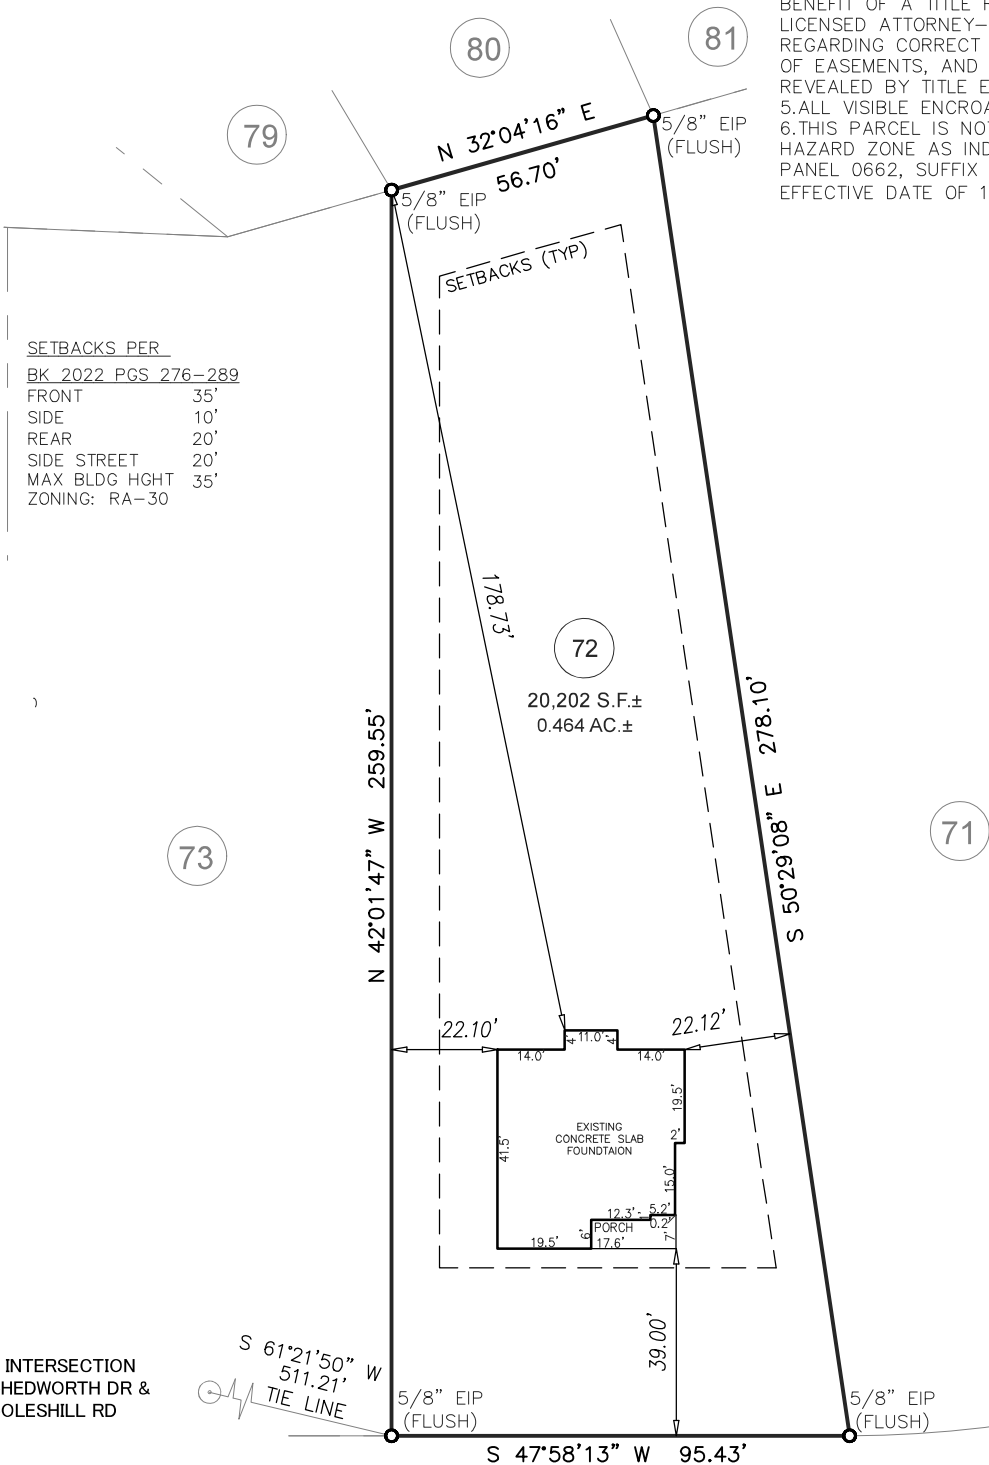 BENEFIT OF A TITLE
LICENSED ATTORNEY-
REGARDING CORRECT
OF EASEMENTS, AND
REVEALED BY TITLE
5.ALL VISIBLE
6.THIS PARCEL IS
HAZARD ZONE AS
PANEL 0662, SUFFIX
EFFECTIVE DATE OF
80
81
79
N 32°04'16" E
56.70'
5/8" EIP
(FLUSH)
5/8" EIP
(FLUSH)
SETBACKS (TYP)
SETBACKS PER
BK 2022 PGS 276-289
FRONT 35'
SIDE 10'
REAR 20'
SIDE STREET 20'
MAX BLDG HGHT 35'
ZONING: RA-30
178.73'
72
20,202 S.F.±
0.464 AC.±
N 42°01'47" W 259.55'
S 50°29'08" E 278.10'
73
71
22.10'
22.12'
4'
11.0'
4'
14.0'
14.0'
19.5'
2'
EXISTING
CONCRETE SLAB
FOUNDTAION
41.5'
15.0'
12.3'
5.2'
0.2'
PORCH
6'
7'
19.5'
17.6'
39.00'
S 61°21'50" W
511.21'
TIE LINE
INTERSECTION
HEDWORTH DR &
OLESHILL RD
5/8" EIP
(FLUSH)
5/8" EIP
(FLUSH)
S 47°58'13" W 95.43'